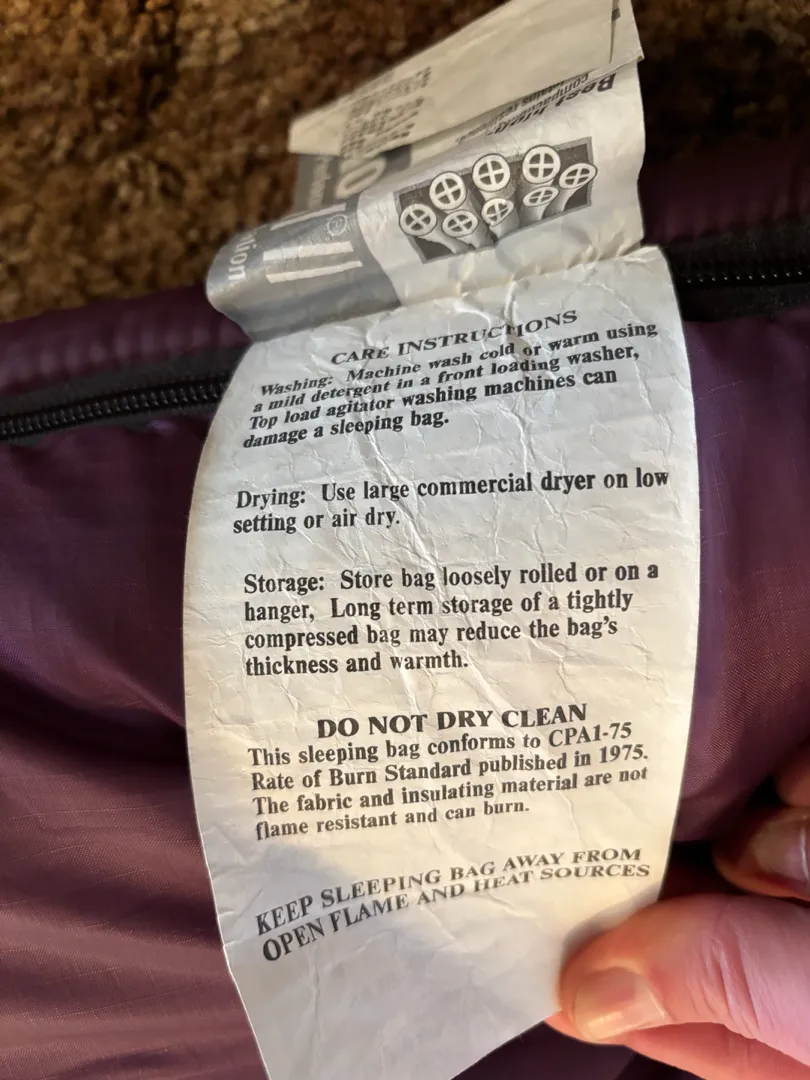 CARE INSTRUCTIONS
Washing: Machine wash cold or warm using
a mild detergent in a front loading washer,
Top load agitator washing machines can
damage a sleeping bag.
Drying: Use large commercial dryer on low
setting or air dry.
Storage: Store bag loosely rolled or on a
hanger, Long term storage of a tightly
compressed bag may reduce the bag's
thickness and warmth.
DO NOT DRY CLEAN
This sleeping bag conforms to CPA1-75
Rate of Burn Standard published in 1975.
The fabric and insulating material are not
flame resistant and can burn.
KEEP SLEEPING BAG AWAY FROM
OPEN FLAME AND HEAT SOURCES